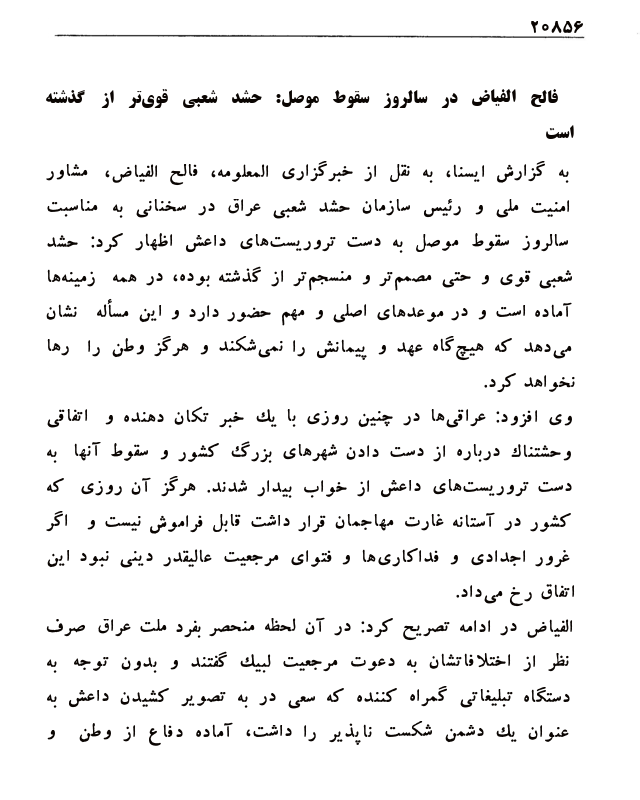 ۲۰۸۵۶
فالح الفیاض در سالروز سقوط موصل: حشد شعبی قوی‌تر از گذشته
است
به گزارش ایسنا، به نقل از خبرگزاری المعلومه، فالح الفیاض، مشاور
امنیت ملی و رئیس سازمان حشد شعبی عراق در سخنانی به مناسبت
سالروز سقوط موصل به دست تروریست‌های داعش اظهار کرد: حشد
شعبی قوی و حتی مصمم‌تر و منسجم‌تر از گذشته بوده، در همه زمینه‌ها
آماده است و در موعدهای اصلی و مهم حضور دارد و این مسأله نشان
می‌دهد که هیچ‌گاه عهد و پیمانش را نمی‌شکند و هرگز وطن را رها
نخواهد کرد.
وی افزود: عراقی‌ها در چنین روزی با یك خبر تکان دهنده و اتفاقی
وحشتناك درباره از دست دادن شهرهای بزرگ کشور و سقوط آنها به
دست تروریست‌های داعش از خواب بیدار شدند. هرگز آن روزی که
کشور در آستانه غارت مهاجمان قرار داشت قابل فراموش نیست و اگر
غرور اجدادی و فداکاری‌ها و فتوای مرجعیت عالیقدر دینی نبود این
اتفاق رخ می‌داد.
الفیاض در ادامه تصریح کرد: در آن لحظه منحصر بفرد ملت عراق صرف
نظر از اختلافاتشان به دعوت مرجعیت لبیك گفتند و بدون توجه به
دستگاه تبلیغاتی گمراه کننده که سعی در به تصویر کشیدن داعش به
عنوان یك دشمن شکست ناپذیر را داشت، آماده دفاع از وطن و